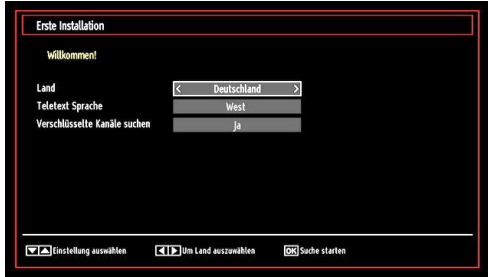 Erste Installation
Willkommen!
Land < Deutschland >
Teletext Sprache West
Verschlüsselte Kanäle suchen Ja
Einstellung auswählen Um Land auszuwählen OK Suche starten